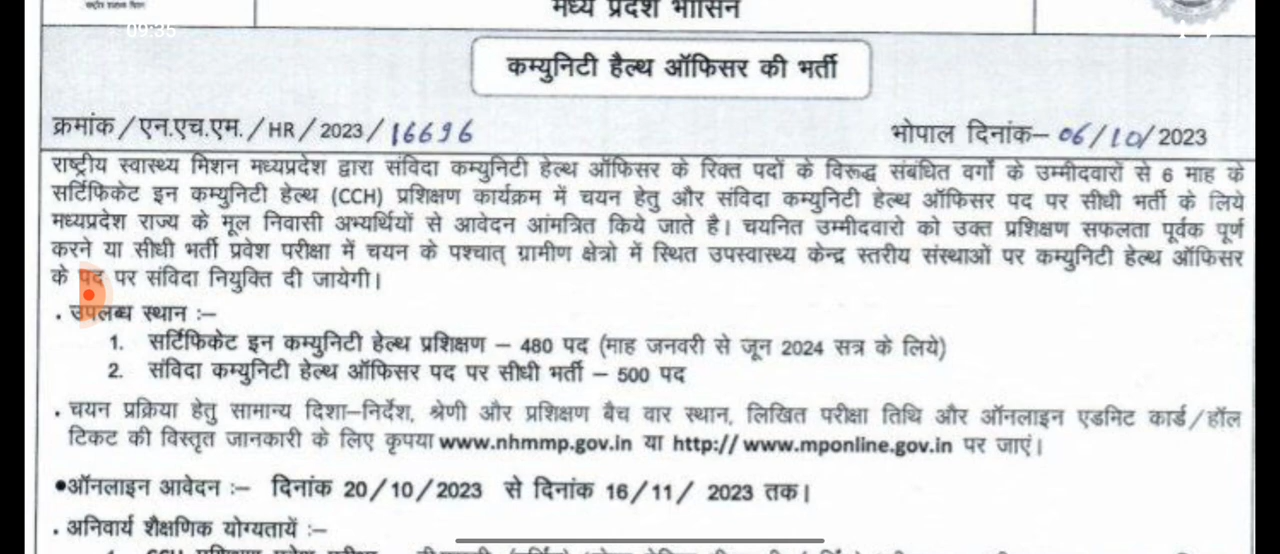 राष्ट्रीय स्वास्थ्य मिशन
मध्य प्रदेश
09:35
कम्युनिटी हैल्थ ऑफिसर की भर्ती
क्रमांक/एन.एच.एम./HR/2023/16696 भोपाल दिनांक– 06/10/2023
राष्ट्रीय स्वास्थ्य मिशन मध्यप्रदेश द्वारा संविदा कम्युनिटी हेल्थ ऑफिसर के रिक्त पदों के विरूद्ध संबंधित वर्गों के उम्मीदवारों से 6 माह के
सर्टिफिकेट इन कम्युनिटी हेल्थ (CCH) प्रशिक्षण कार्यक्रम में चयन हेतु और संविदा कम्युनिटी हेल्थ ऑफिसर पद पर सीधी भर्ती के लिये
मध्यप्रदेश राज्य के मूल निवासी अभ्यर्थियों से आवेदन आंमत्रित किये जाते है। चयनित उम्मीदवारो को उक्त प्रशिक्षण सफलता पूर्वक पूर्ण
करने या सीधी भर्ती प्रवेश परीक्षा में चयन के पश्चात् ग्रामीण क्षेत्रो में स्थित उपस्वास्थ्य केन्द्र स्तरीय संस्थाओं पर कम्युनिटी हेल्थ ऑफिसर
के पद पर संविदा नियुक्ति दी जायेगी।
. उपलब्ध स्थान :–
1. सर्टिफिकेट इन कम्युनिटी हेल्थ प्रशिक्षण – 480 पद (माह जनवरी से जून 2024 सत्र के लिये)
2. संविदा कम्युनिटी हेल्थ ऑफिसर पद पर सीधी भर्ती – 500 पद
. चयन प्रक्रिया हेतु सामान्य दिशा–निर्देश, श्रेणी और प्रशिक्षण बैच वार स्थान, लिखित परीक्षा तिथि और ऑनलाइन एडनिट कार्ड/हॉल
टिकट की विस्तृत जानकारी के लिए कृपया www.nhmmp.gov.in या http:// www.mponline.gov.in पर जाएं।
•ऑनलाइन आवेदन :– दिनांक 20/10/2023 से दिनांक 16/11/ 2023 तक।
. अनिवार्य शैक्षणिक योग्यतायें :–